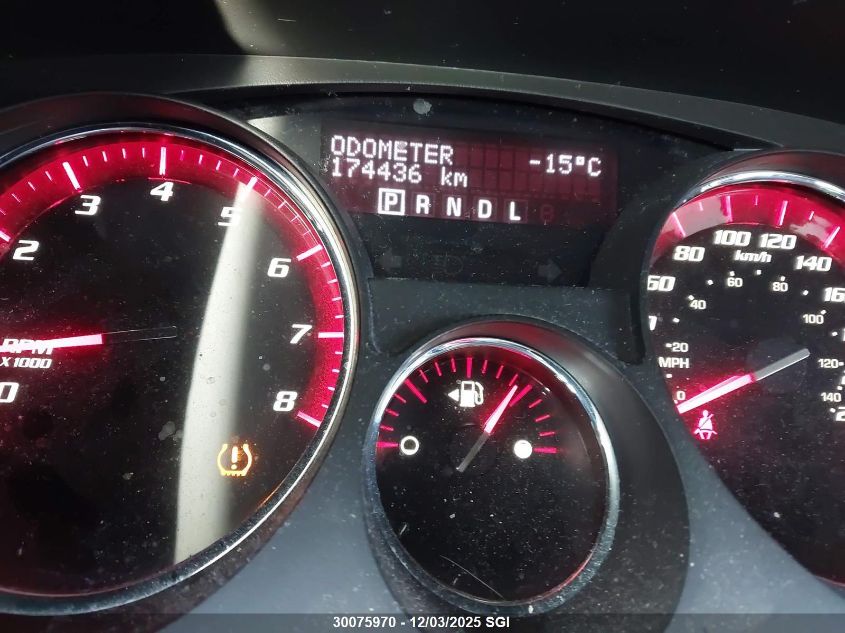 ODOMETER -15°C
174436 km
P R N D L
2 3 4 5 6 7 8
RPM
X1000
0
80 100 120 140
km/h
20 40 60 80 100 120 140
MPH
0
30075970 - 12/03/2025 SGI